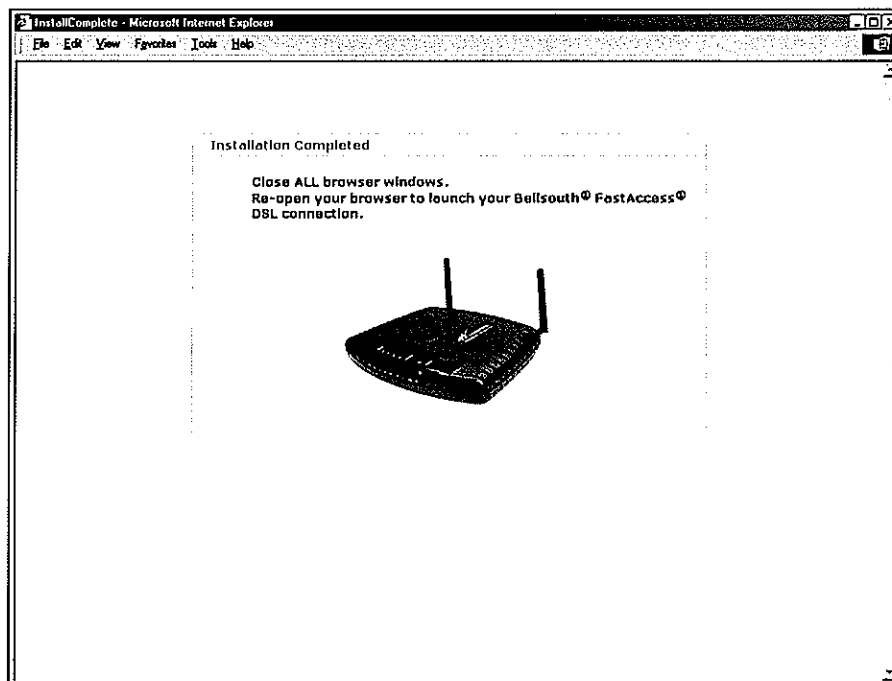 InstallComplete - Microsoft Internet Explorer
File Edit View Favorites Tools Help
Installation Completed
Close ALL browser windows.
Re-open your browser to launch your Bellsouth® FastAccess®
DSL connection.